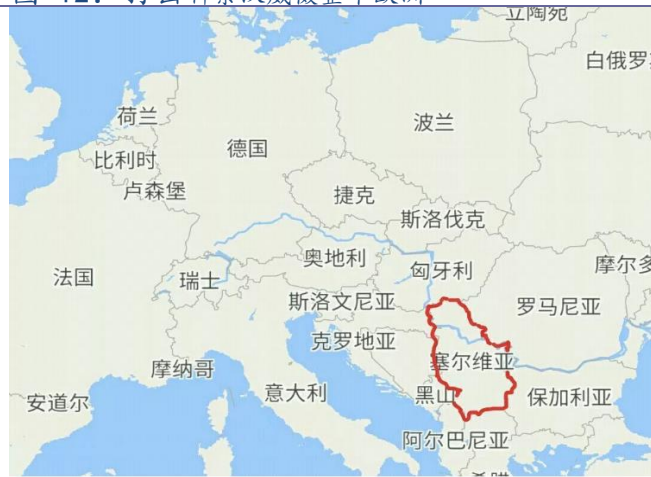 立陶宛
白俄罗
荷兰
波兰
德国
比利时
卢森堡
捷克
斯洛伐克
奥地利
匈牙利
摩尔多
法国
瑞士
斯洛文尼亚
罗马尼亚
克罗地亚
塞尔维亚
摩纳哥
意大利
黑山
保加利亚
安道尔
阿尔巴尼亚